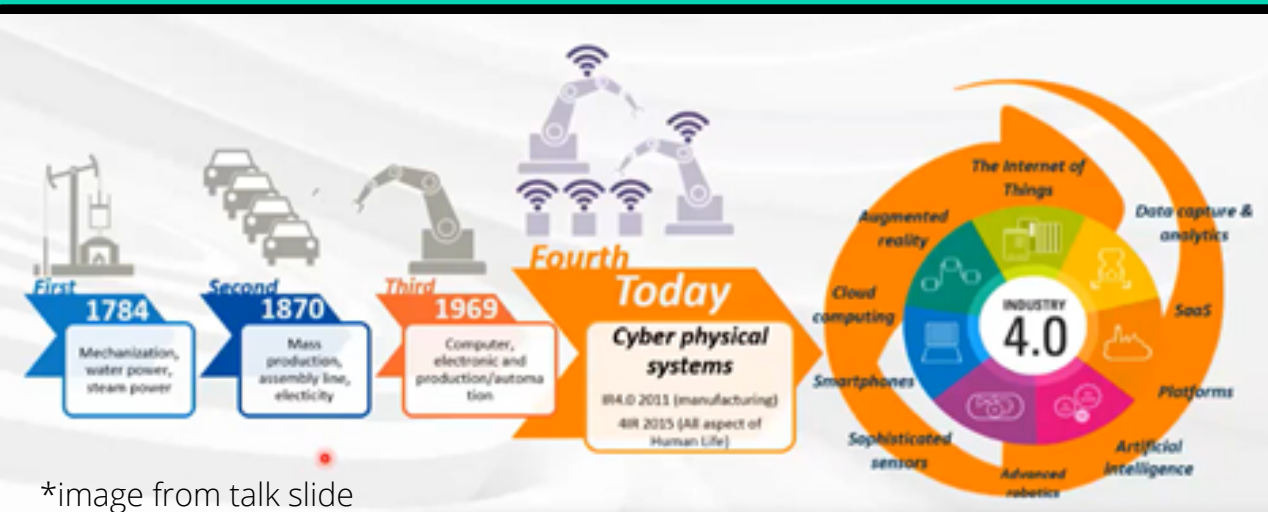 First
1784
Mechanization,
water power,
steam power
Second
1870
Mass
production,
assembly line,
electicity
Third
1969
Computer,
electronic and
production/automa
tion
Fourth
Today
Cyber physical
systems
IR4.0 2011 (manufacturing)
4IR 2015 (All aspect of
Human Life)
The Internet of
Things
Data capture &
analytics
SaaS
Platforms
Artificial
Intelligence
Advanced
robotics
Sophisticated
sensors
Smartphones
Cloud
computing
Augmented
reality
INDUSTRY
4.0
*image from talk slide